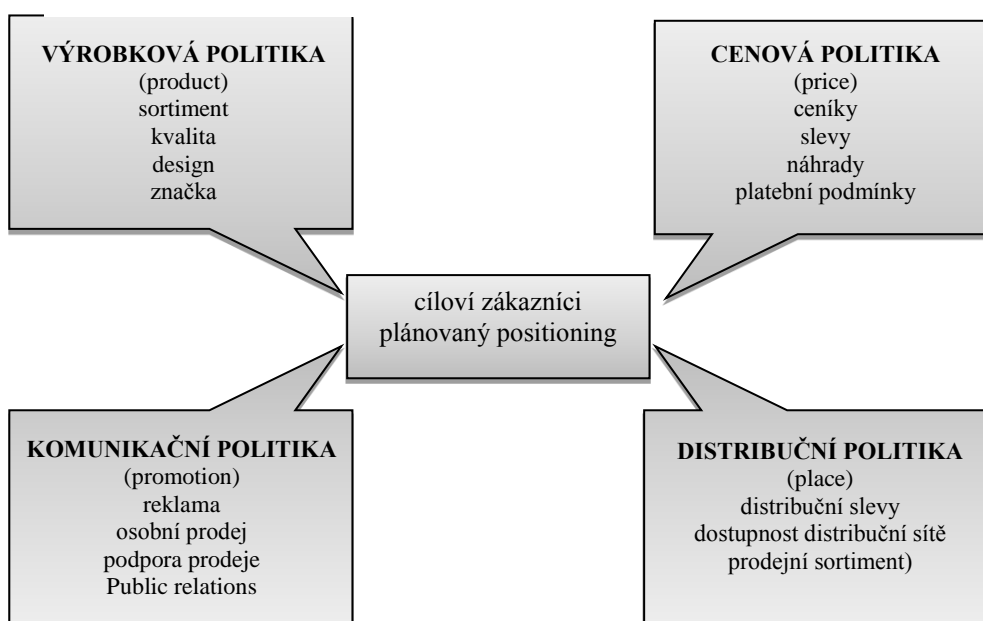 VÝROBKOVÁ POLITIKA
(product)
sortiment
kvalita
design
značka
CENOVÁ POLITIKA
(price)
ceníky
slevy
náhrady
platební podmínky
cíloví zákazníci
plánovaný positioning
KOMUNIKAČNÍ POLITIKA
(promotion)
reklama
osobní prodej
podpora prodeje
Public relations
DISTRIBUČNÍ POLITIKA
(place)
distribuční slevy
dostupnost distribuční sítě
prodejní sortiment)